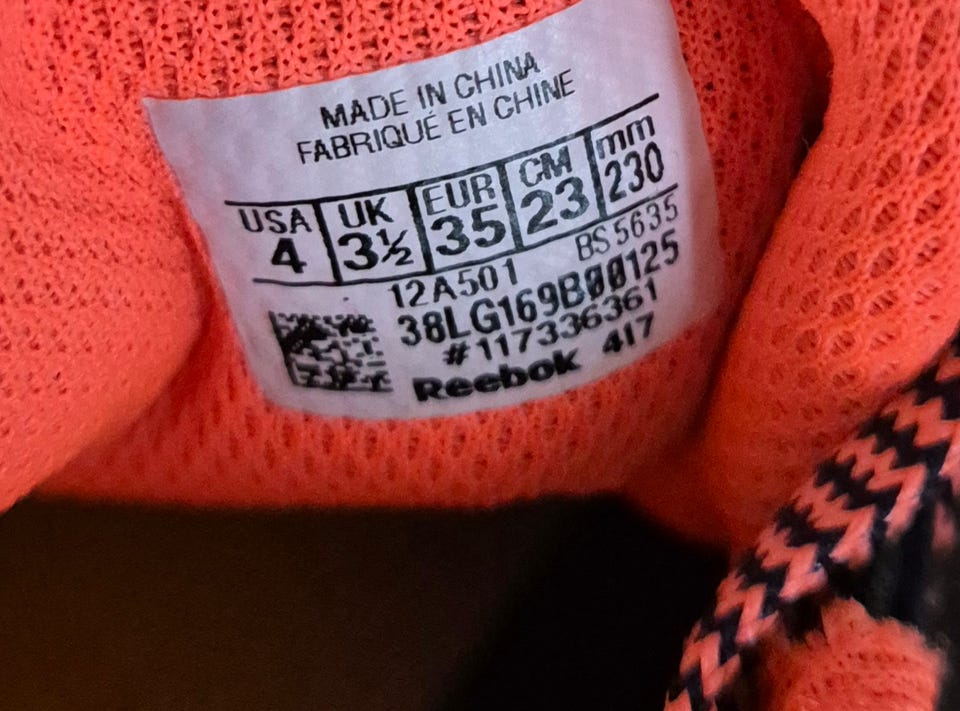 MADE IN CHINA
FABRIQUÉ EN CHINE
USA UK EUR CM mm
4 3½ 35 23 230
12A501 BS5635
38LG169B00125
#117336361
Reebok 417